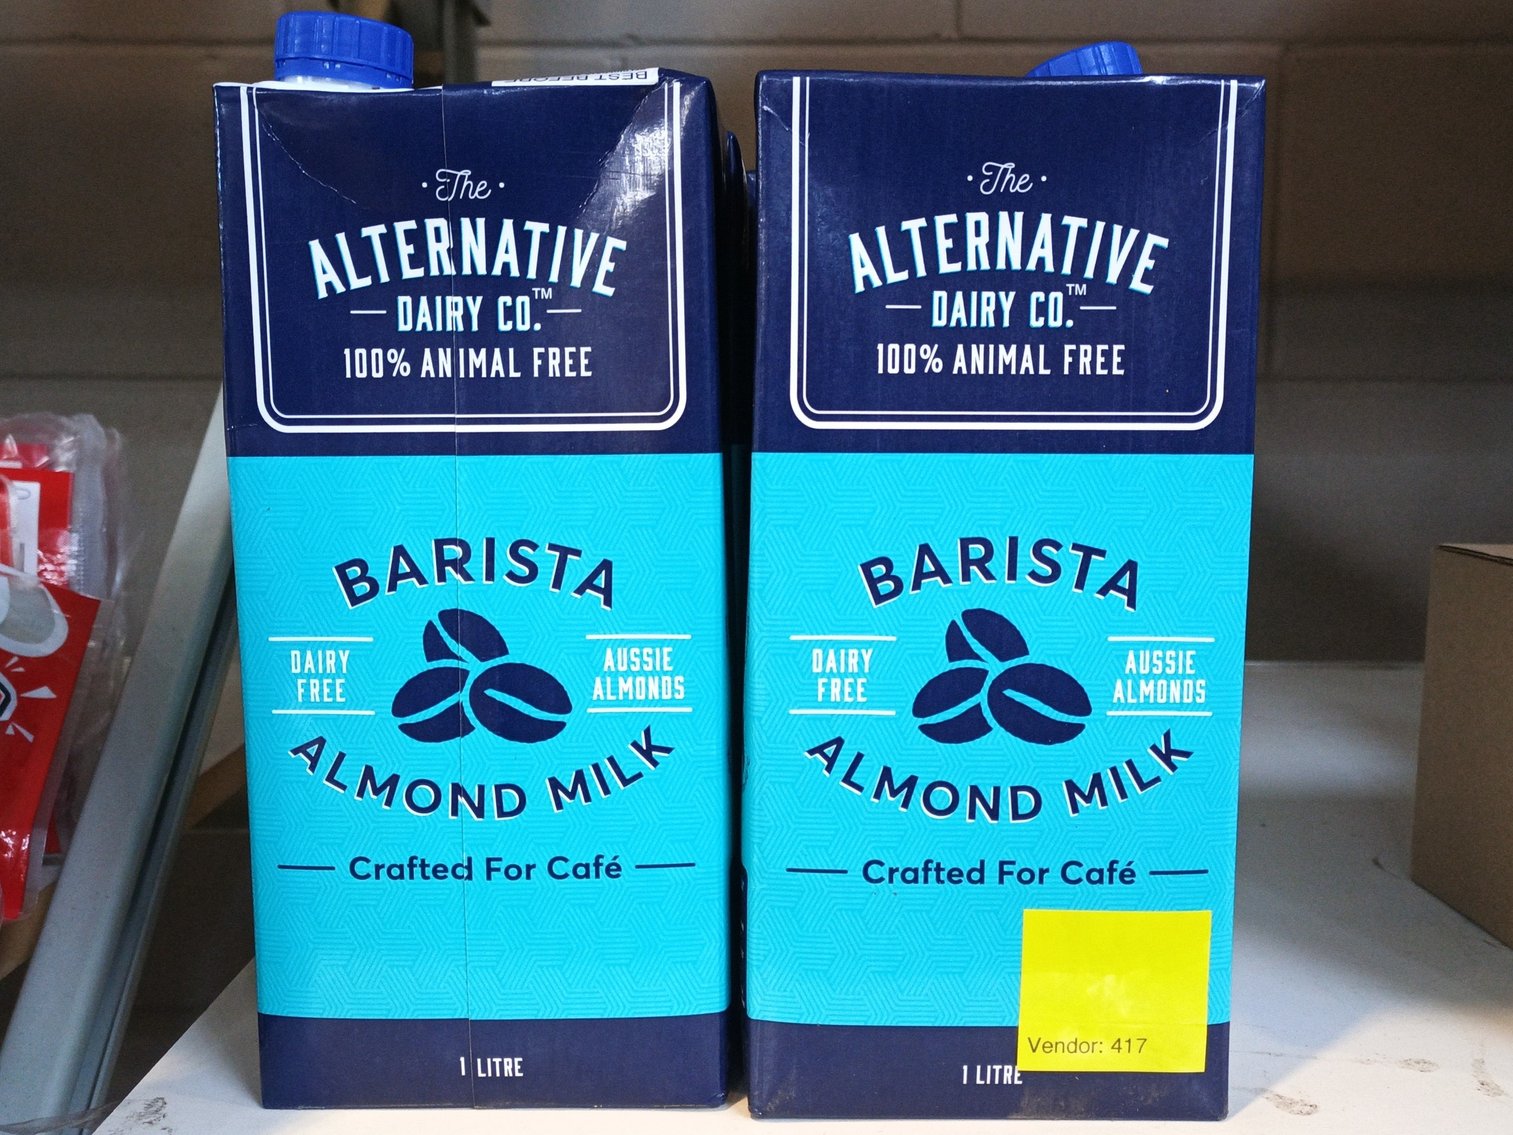 BEST BEFORE
The
ALTERNATIVE
DAIRY CO.™
100% ANIMAL FREE
BARISTA
DAIRY
FREE
AUSSIE
ALMONDS
ALMOND MILK
Crafted For Café
1 LITRE
The
ALTERNATIVE
DAIRY CO.™
100% ANIMAL FREE
BARISTA
DAIRY
FREE
AUSSIE
ALMONDS
ALMOND MILK
Crafted For Café
Vendor: 417
1 LITRE